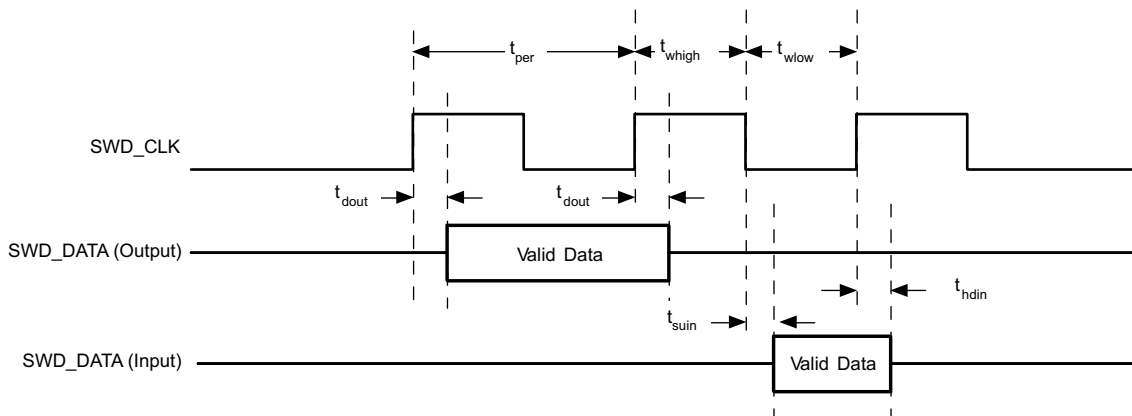 t_per
t_whigh
t_wlow
SWD_CLK
t_dout
t_dout
SWD_DATA (Output)
Valid Data
t_hdin
t_suin
SWD_DATA (Input)
Valid Data